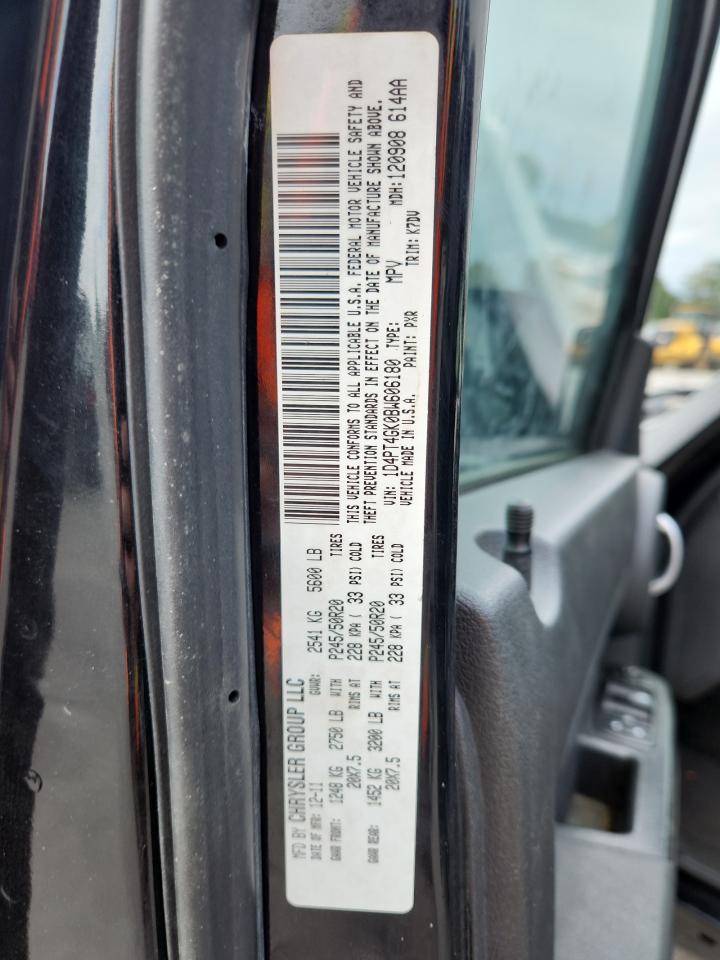 MFD BY CHRYSLER GROUP LLC
DATE OF MFR: 12-11 GVWR: 2541 KG 5600 LB
GAWR FRONT: 1248 KG 2750 LB WITH P245/50R20 TIRES
20X7.5 RIMS AT 228 KPA ( 33 PSI) COLD
GAWR REAR: 1452 KG 3200 LB WITH P245/50R20 TIRES
20X7.5 RIMS AT 228 KPA ( 33 PSI) COLD
THIS VEHICLE CONFORMS TO ALL APPLICABLE U.S.A. FEDERAL MOTOR VEHICLE SAFETY AND
THEFT PREVENTION STANDARDS IN EFFECT ON THE DATE OF MANUFACTURE SHOWN ABOVE.
VIN: 1D4PT4GK0BW606180 TYPE: MPV MDH:120908 614AA
VEHICLE MADE IN U.S.A. PAINT: PXR TRIM: K7DV